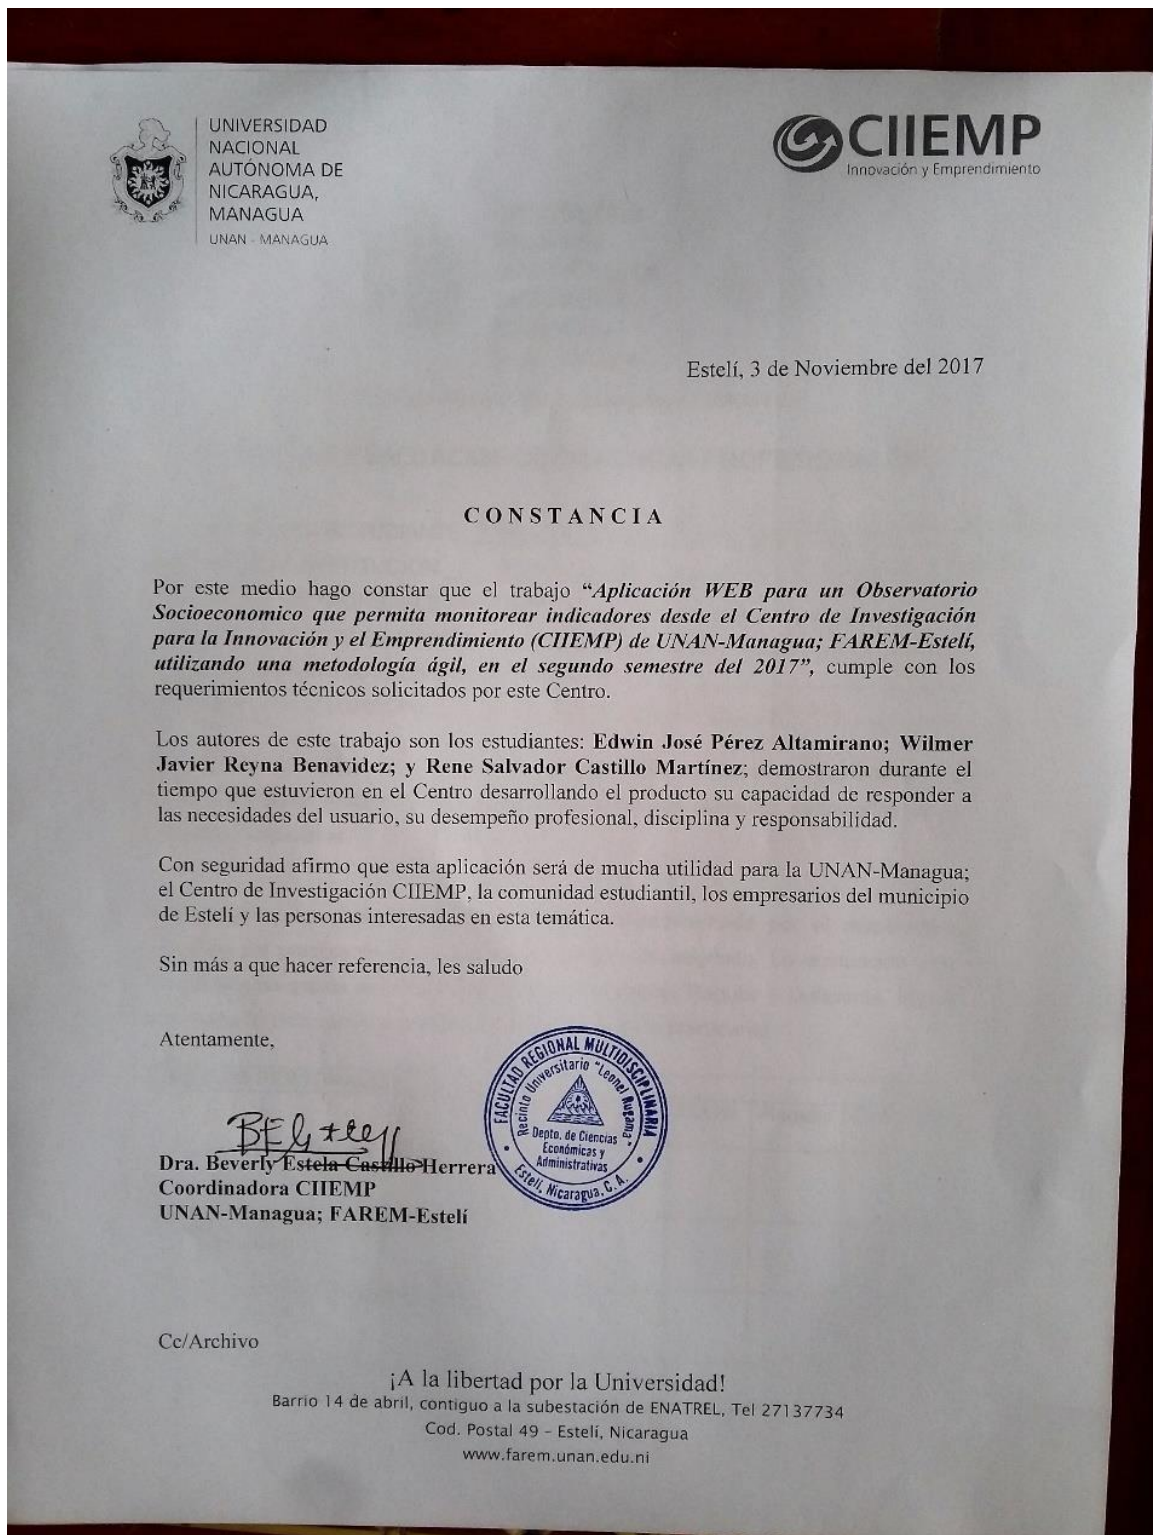 UNIVERSIDAD
NACIONAL
AUTÓNOMA DE
NICARAGUA,
MANAGUA
UNAN - MANAGUA
CIIEMP
Innovación y Emprendimiento
Estelí, 3 de Noviembre del 2017
CONSTANCIA
Por este medio hago constar que el trabajo “Aplicación WEB para un Observatorio
Socioeconomico que permita monitorear indicadores desde el Centro de Investigación
para la Innovación y el Emprendimiento (CIIEMP) de UNAN-Managua; FAREM-Estelí,
utilizando una metodología ágil, en el segundo semestre del 2017”, cumple con los
requerimientos técnicos solicitados por este Centro.
Los autores de este trabajo son los estudiantes: Edwin José Pérez Altamirano; Wilmer
Javier Reyna Benavidez; y Rene Salvador Castillo Martínez; demostraron durante el
tiempo que estuvieron en el Centro desarrollando el producto su capacidad de responder a
las necesidades del usuario, su desempeño profesional, disciplina y responsabilidad.
Con seguridad afirmo que esta aplicación será de mucha utilidad para la UNAN-Managua;
el Centro de Investigación CIIEMP, la comunidad estudiantil, los empresarios del municipio
de Estelí y las personas interesadas en esta temática.
Sin más a que hacer referencia, les saludo
Atentamente,
FACULTAD REGIONAL MULTIDISCIPLINARIA
Recinto Universitario "Leonel Rugama"
Depto. de Ciencias
Económicas y
Administrativas
Estelí, Nicaragua, C.A.
Dra. Beverly Estela Castillo Herrera
Coordinadora CIIEMP
UNAN-Managua; FAREM-Estelí
Cc/Archivo
¡A la libertad por la Universidad!
Barrio 14 de abril, contiguo a la subestación de ENATREL, Tel 27137734
Cod. Postal 49 – Estelí, Nicaragua
www.farem.unan.edu.ni